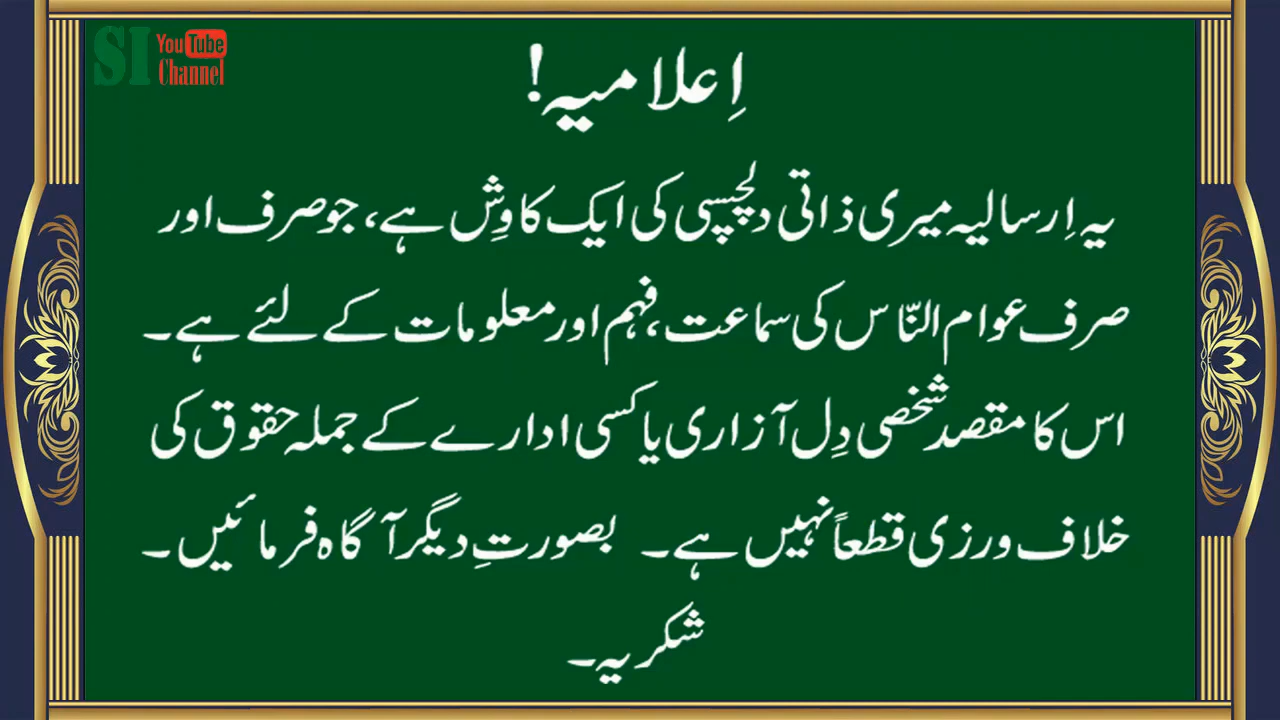 SI YouTube Channel
اِعلامیہ!
یہ اِرسالیہ میری ذاتی دلچسپی کی ایک کاوِش ہے، جو صرف اور
صرف عوام النّاس کی سماعت، فہم اور معلومات کے لئے ہے۔
اس کا مقصد شخصی دِل آزاری یا کسی ادارے کے جملہ حقوق کی
خلاف ورزی قطعاً نہیں ہے۔ بصورتِ دیگر آگاہ فرمائیں۔
شکریہ۔